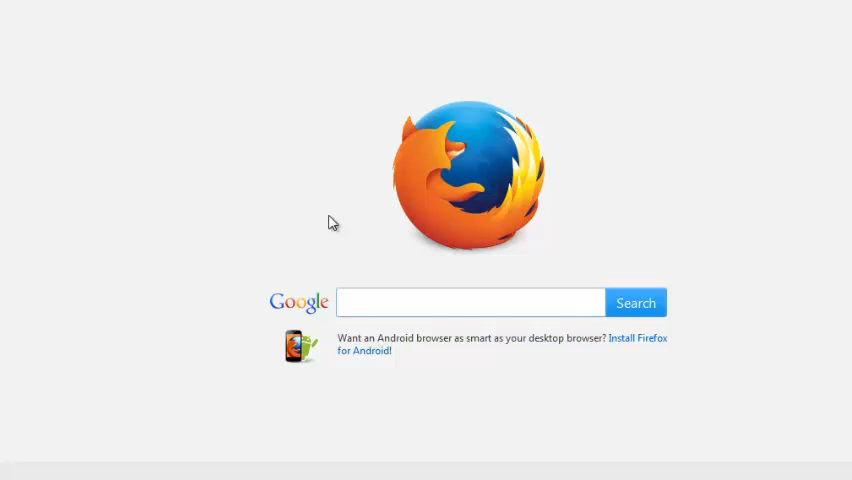 Google
Search
Want an Android browser as smart as your desktop browser? Install Firefox
for Android!